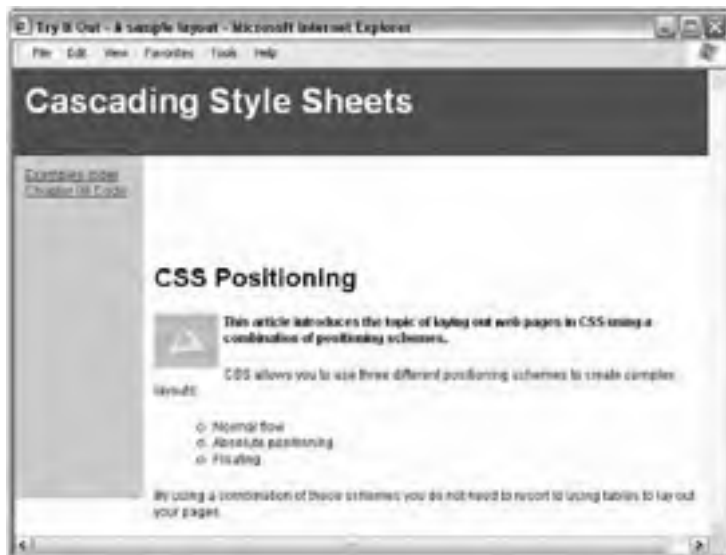 Try It Out - A sample layout - Microsoft Internet Explorer
File Edit View Favorites Tools Help
Cascading Style Sheets
Examples index
Chapter 08 Code
CSS Positioning
This article introduces the topic of laying out web pages in CSS using a
combination of positioning schemes.
CSS allows you to use three different positioning schemes to create complex
layouts:
Normal flow
Absolute positioning
Floating
By using a combination of these schemes you do not need to resort to using tables to lay out
your pages.